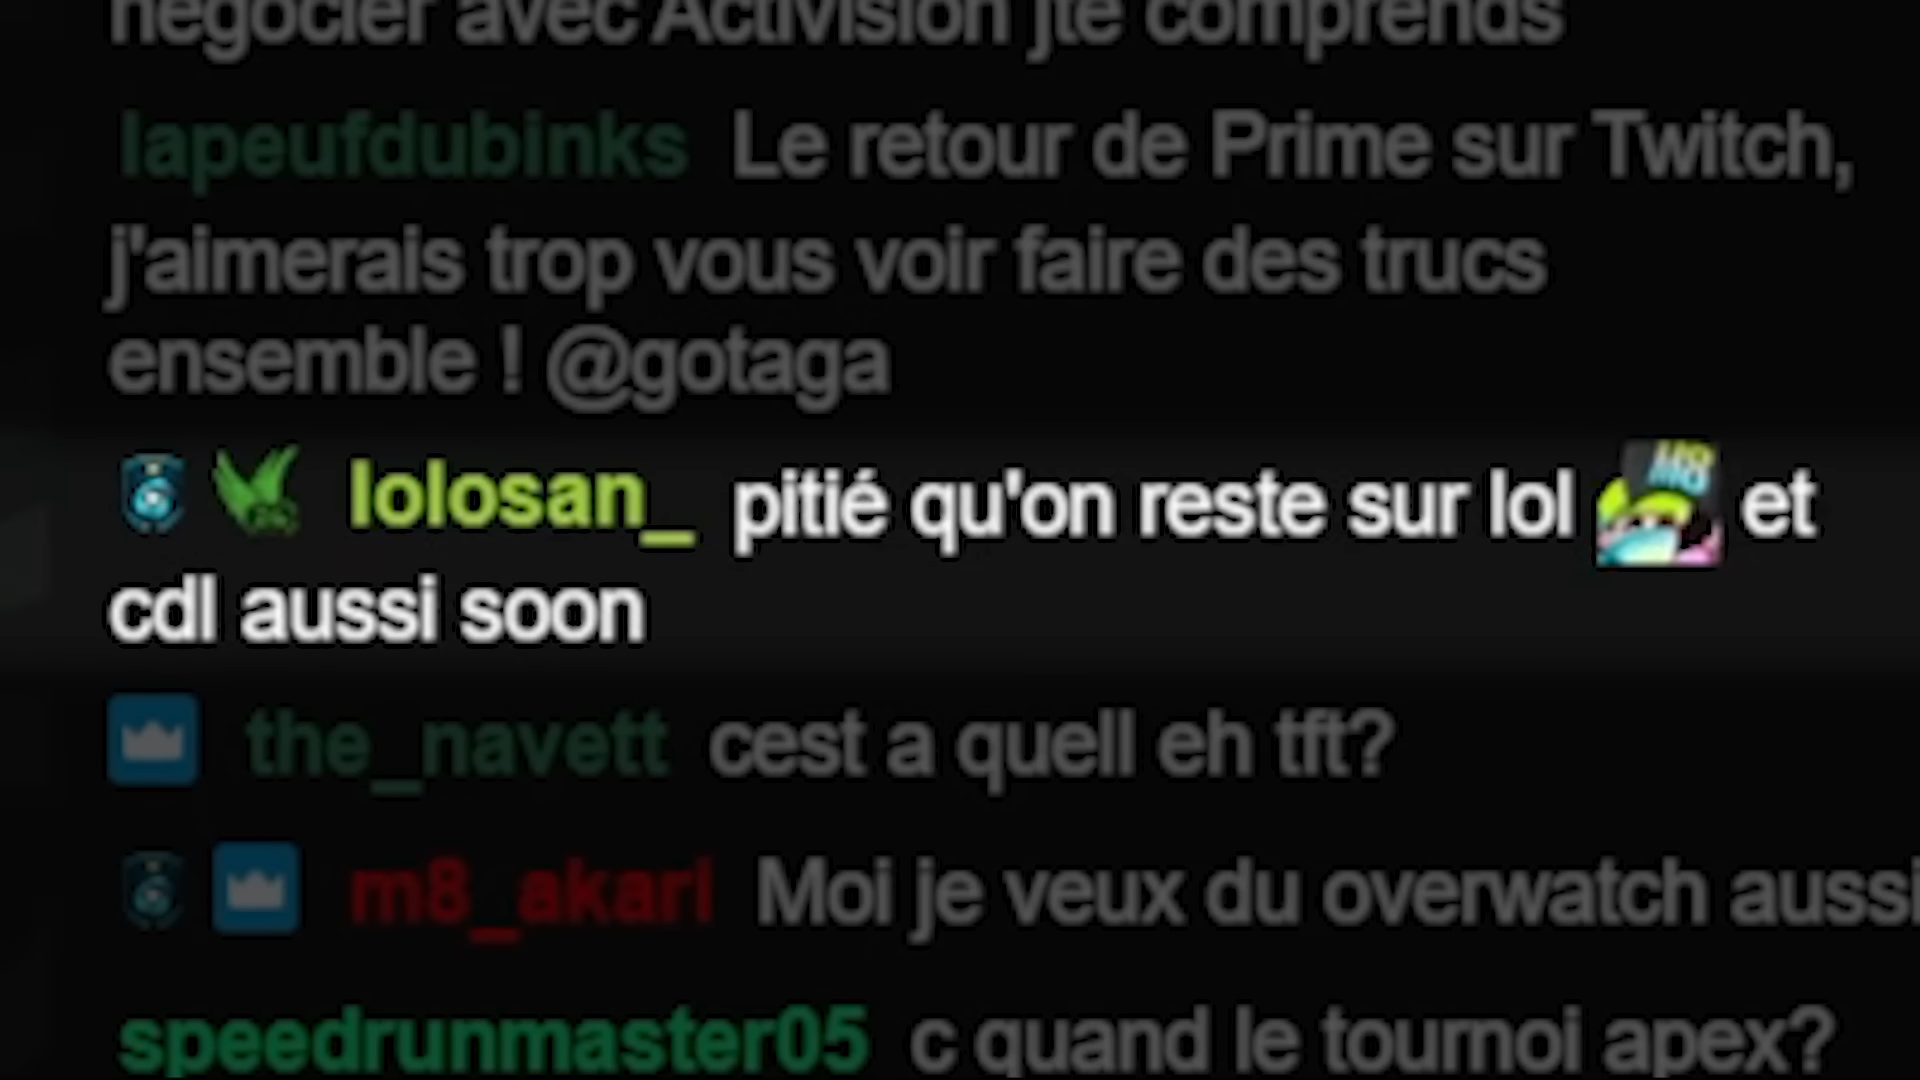 négocier avec Activision jte comprends
lapeufdubinks Le retour de Prime sur Twitch,
j'aimerais trop vous voir faire des trucs
ensemble ! @gotaga
lolosan_ pitié qu'on reste sur lol et
cdl aussi soon
the_navett cest a quell eh tft?
m8_akarl Moi je veux du overwatch aussi
speedrunmaster05 c quand le tournoi apex?